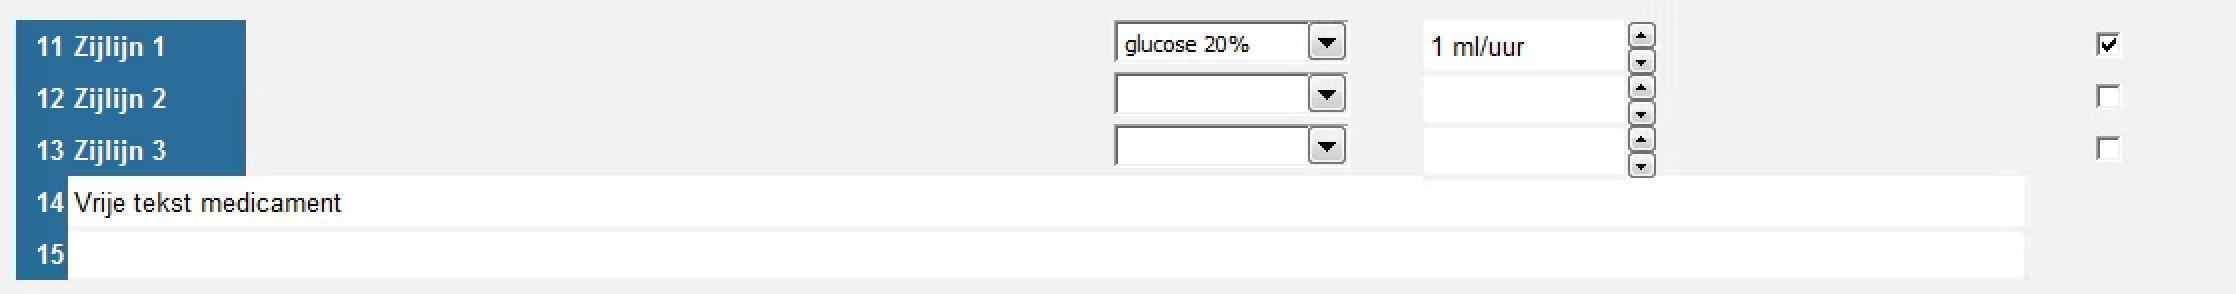 11 Zijlijn 1 glucose 20% 1 ml/uur
12 Zijlijn 2
13 Zijlijn 3
14 Vrije tekst medicament
15